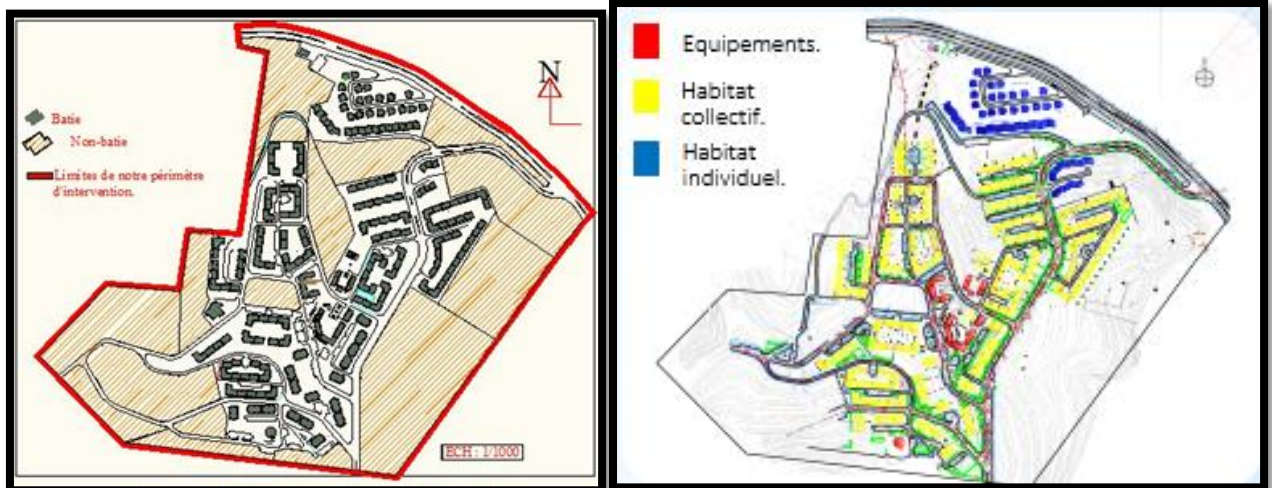 N
Batie
Non-batie
Limites de notre périmètre
d'intervention.
ECH : 1/1000
Equipements.
Habitat
collectif.
Habitat
individuel.